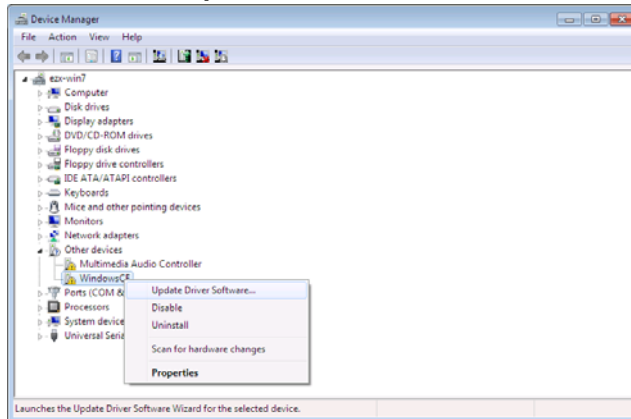 Device Manager
File Action View Help
ezx-win7
Computer
Disk drives
Display adapters
DVD/CD-ROM drives
Floppy disk drives
Floppy drive controllers
IDE ATA/ATAPI controllers
Keyboards
Mice and other pointing devices
Monitors
Network adapters
Other devices
Multimedia Audio Controller
WindowsCE
Update Driver Software...
Ports (COM &
Disable
Processors
Uninstall
System device
Universal Seria
Scan for hardware changes
Properties
Launches the Update Driver Software Wizard for the selected device.